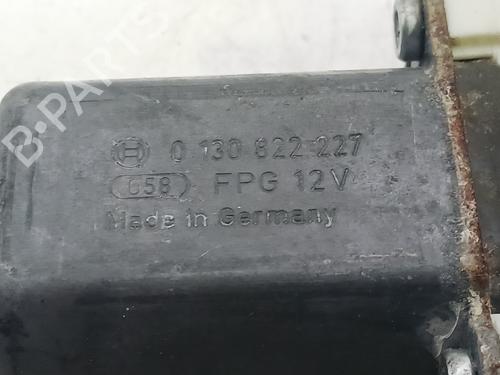 0 130 822 227
058 FPG 12V
Made in Germany
B-PARTS